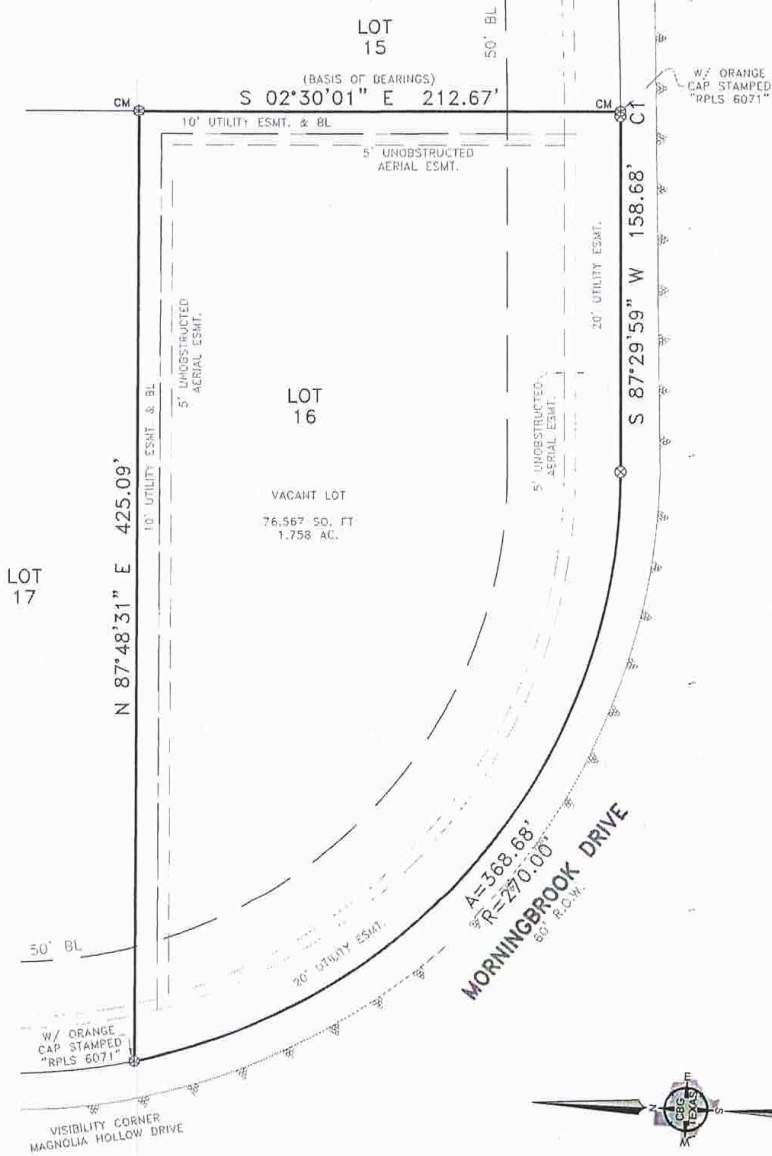 LOT
15
50' BL
(BASIS OF BEARINGS)
S 02°30'01" E 212.67'
CM
CM
W/ ORANGE
CAP STAMPED
"RPLS 6071"
10' UTILITY ESMT. & BL
5' UNOBSTRUCTED
AERIAL ESMT.
S 87°29'59" W 158.68'
20' UTILITY ESMT.
5' UNOBSTRUCTED
AERIAL ESMT.
10' UTILITY ESMT & BL
LOT
16
5' UNOBSTRUCTED
AERIAL ESMT.
VACANT LOT
76,567 SQ. FT
1.758 AC.
N 87°48'31" E 425.09'
LOT
17
A=368.68'
R=270.00'
MORNINGBROOK DRIVE
60' R.O.W.
50' BL
20' UTILITY ESMT.
W/ ORANGE
CAP STAMPED
"RPLS 6071"
VISIBILITY CORNER
MAGNOLIA HOLLOW DRIVE
E
N
CBG
TEXAS
S
W